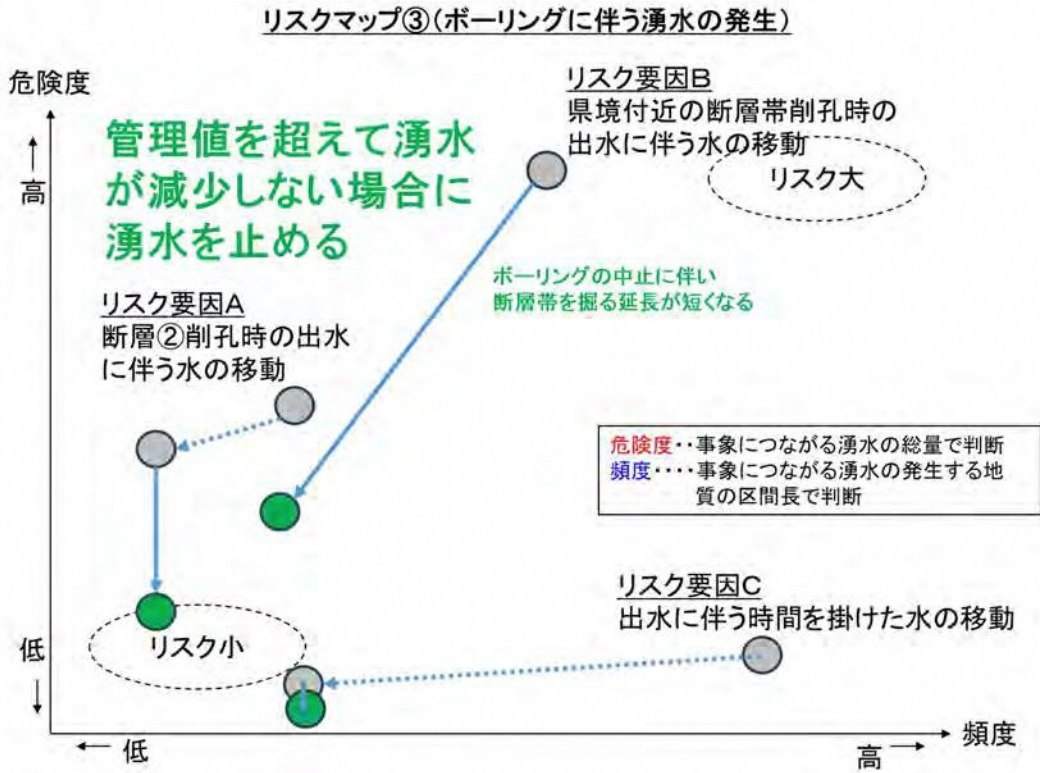 リスクマップ③(ボーリングに伴う湧水の発生)
危険度
高
低
管理値を超えて湧水
が減少しない場合に
湧水を止める
リスク要因B
県境付近の断層帯削孔時の
出水に伴う水の移動
リスク大
ボーリングの中止に伴い
断層帯を掘る延長が短くなる
リスク要因A
断層②削孔時の出水
に伴う水の移動
危険度‥事象につながる湧水の総量で判断
頻度‥‥事象につながる湧水の発生する地
質の区間長で判断
リスク要因C
出水に伴う時間を掛けた水の移動
リスク小
低
高
頻度